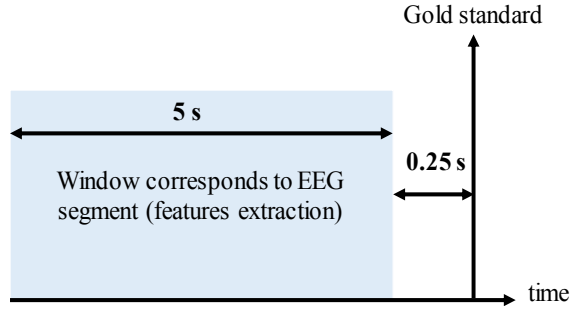 Gold standard
5 s
0.25 s
Window corresponds to EEG
segment (features extraction)
time